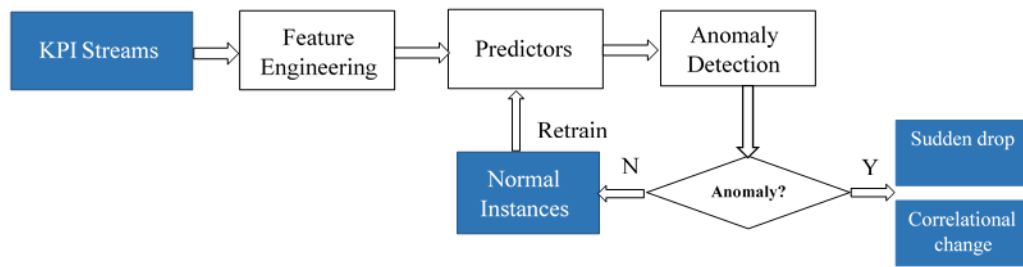 KPI Streams
Feature
Engineering
Predictors
Anomaly
Detection
Retrain
Normal
Instances
N
Anomaly?
Y
Sudden drop
Correlational
change